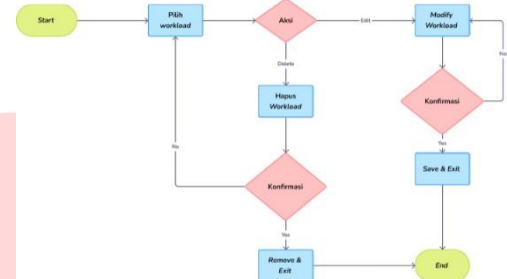 Start
Pilih
workload
Aksi
Edit
Modify
Workload
No
Delete
Hapus
Workload
Konfirmasi
Yes
No
Konfirmasi
Save & Exit
Yes
Remove &
Exit
End